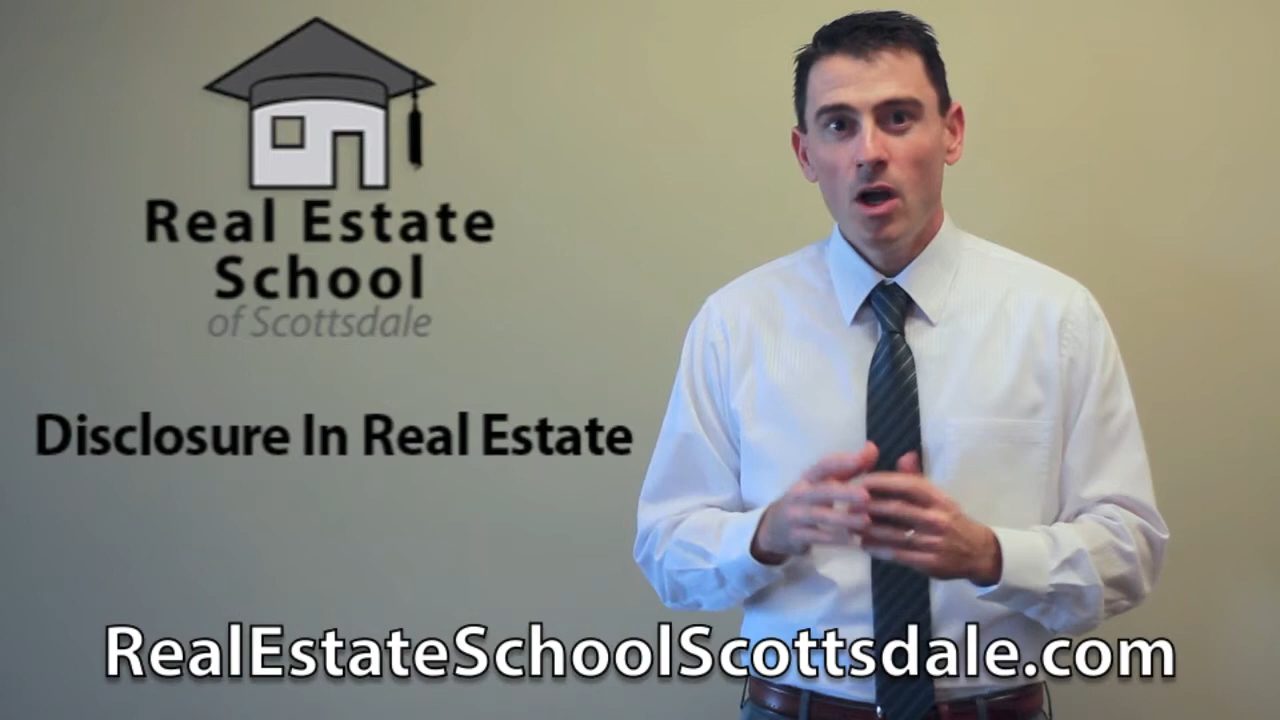 Real Estate
School
of Scottsdale
Disclosure In Real Estate
RealEstateSchoolScottsdale.com